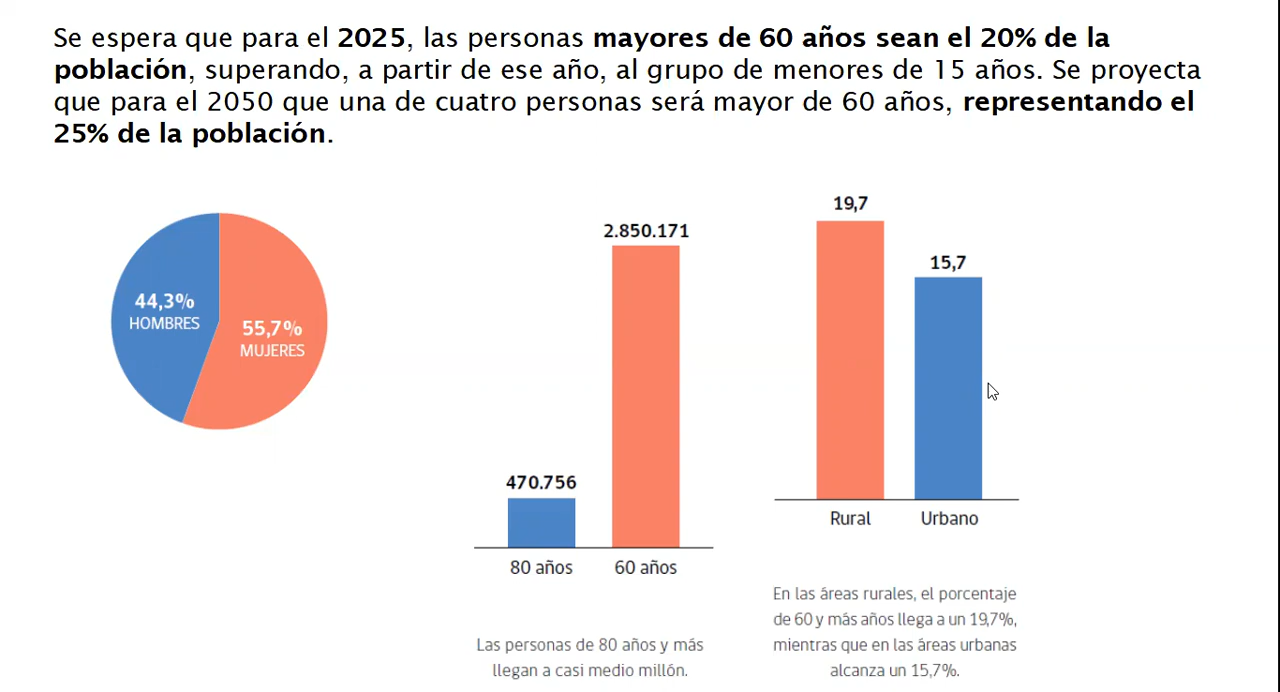 Se espera que para el 2025, las personas mayores de 60 años sean el 20% de la
población, superando, a partir de ese año, al grupo de menores de 15 años. Se proyecta
que para el 2050 que una de cuatro personas será mayor de 60 años, representando el
25% de la población.
44,3%
HOMBRES
55,7%
MUJERES
2.850.171
470.756
80 años
60 años
Las personas de 80 años y más
llegan a casi medio millón.
19,7
15,7
Rural
Urbano
En las áreas rurales, el porcentaje
de 60 y más años llega a un 19,7%,
mientras que en las áreas urbanas
alcanza un 15,7%.